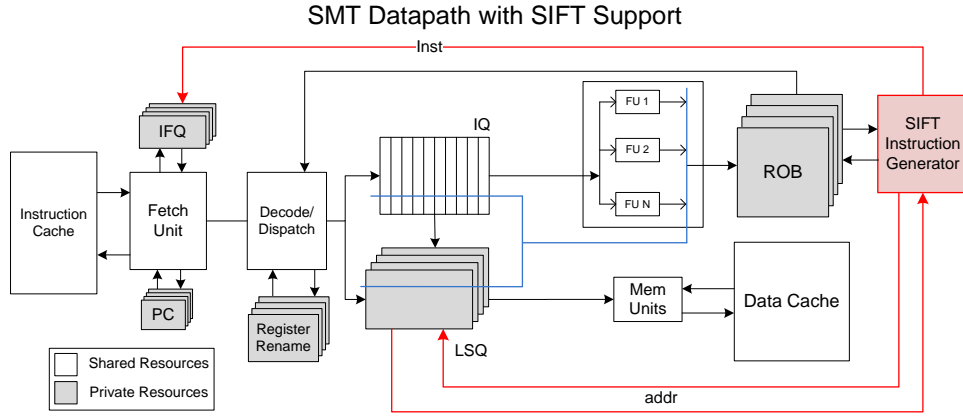 SMT Datapath with SIFT Support
Inst
IFQ
IQ
FU 1
FU 2
FU N
ROB
SIFT
Instruction
Generator
Instruction
Cache
Fetch
Unit
Decode/
Dispatch
PC
Register
Rename
LSQ
Mem
Units
Data Cache
addr
Shared Resources
Private Resources